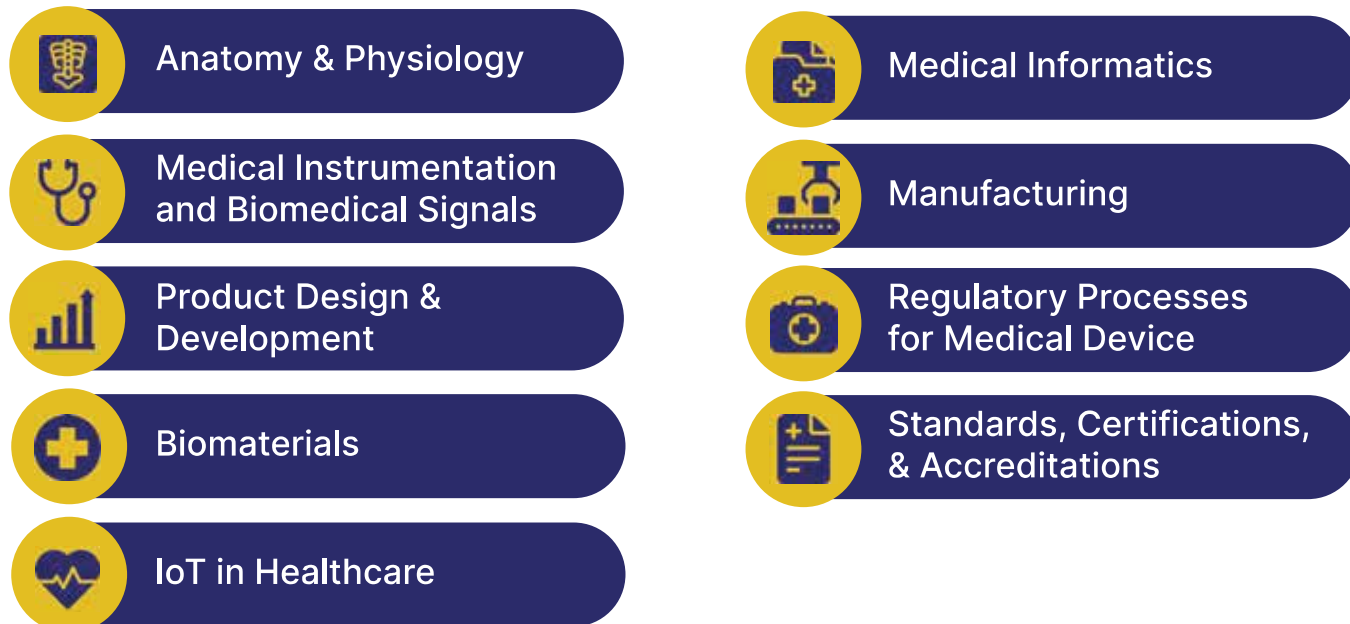 Anatomy & Physiology
Medical Instrumentation
and Biomedical Signals
Product Design &
Development
Biomaterials
IoT in Healthcare
Medical Informatics
Manufacturing
Regulatory Processes
for Medical Device
Standards, Certifications,
& Accreditations